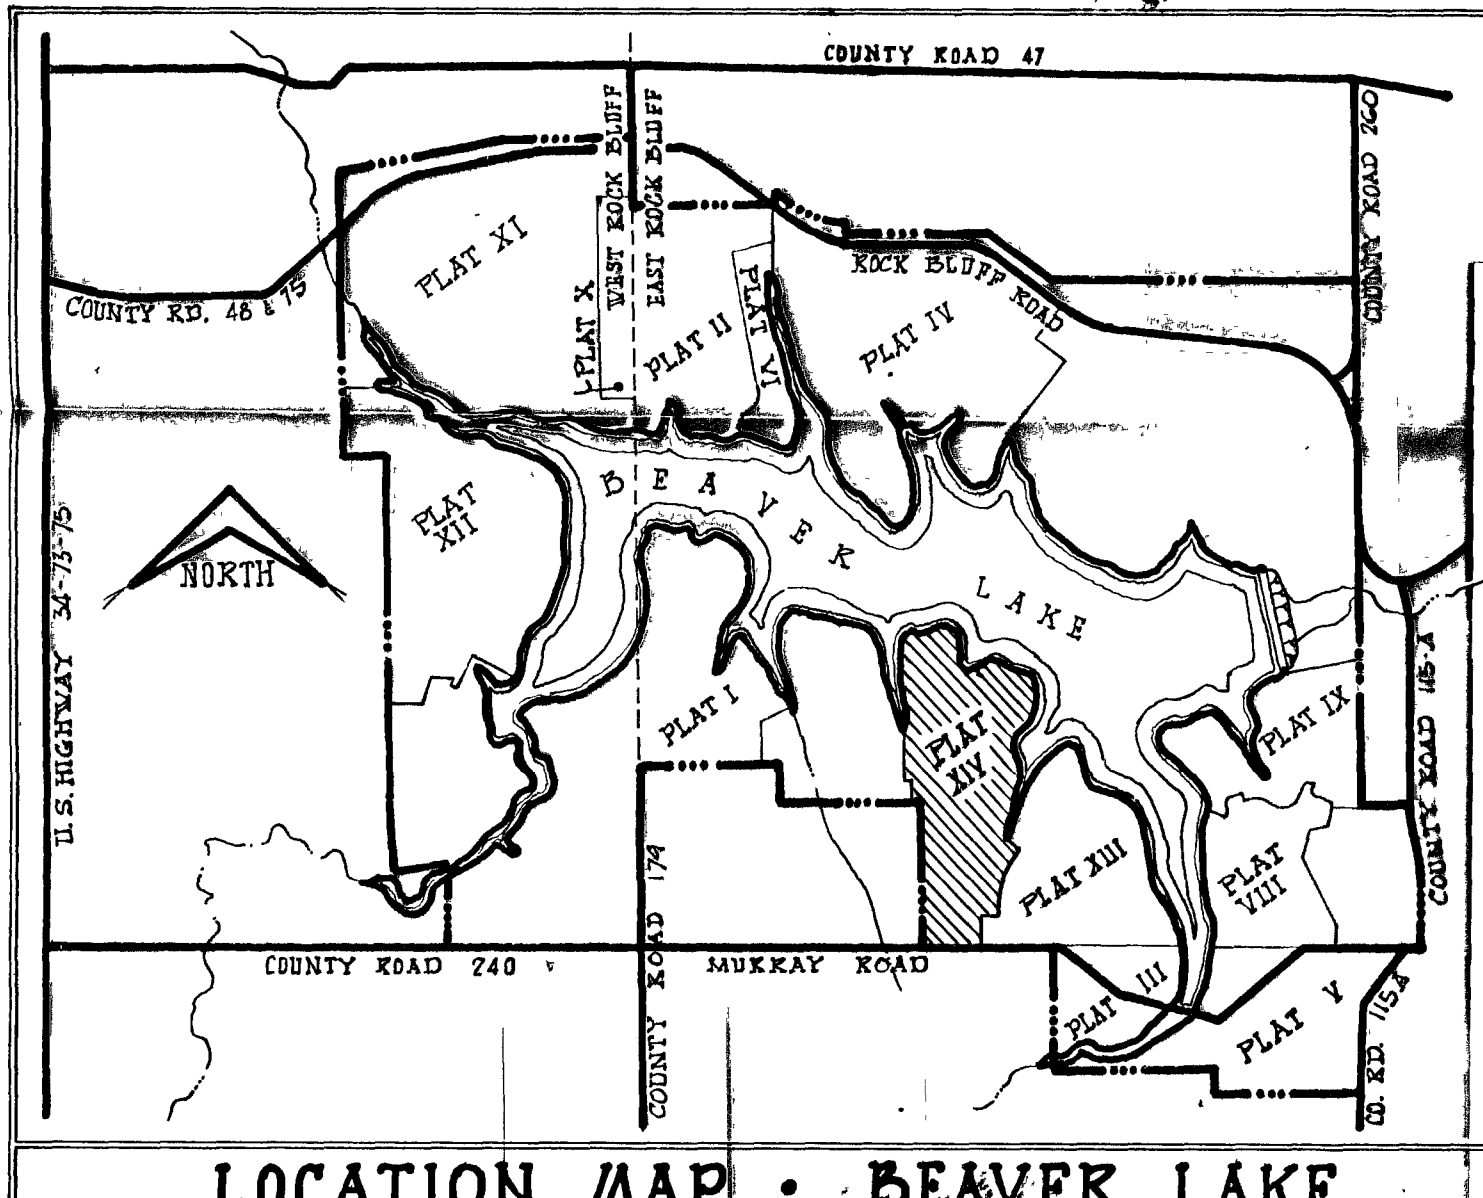 COUNTY ROAD 47
WEST ROCK BLUFF
EAST ROCK BLUFF
COUNTY ROAD 260
PLAT XI
COUNTY RD. 48 & 75
PLAT X
PLAT II
PLAT VI
PLAT IV
ROCK BLUFF ROAD
BEAVER
LAKE
PLAT
XII
NORTH
U.S. HIGHWAY 34-73-75
PLAT I
PLAT
XIV
PLAT IX
COUNTY ROAD 115-A
PLAT XIII
PLAT
VIII
COUNTY ROAD
COUNTY ROAD 179
COUNTY ROAD 240
MURRAY ROAD
PLAT III
PLAT V
CO. RD. 115A
LOCATION MAP • BEAVER LAKE